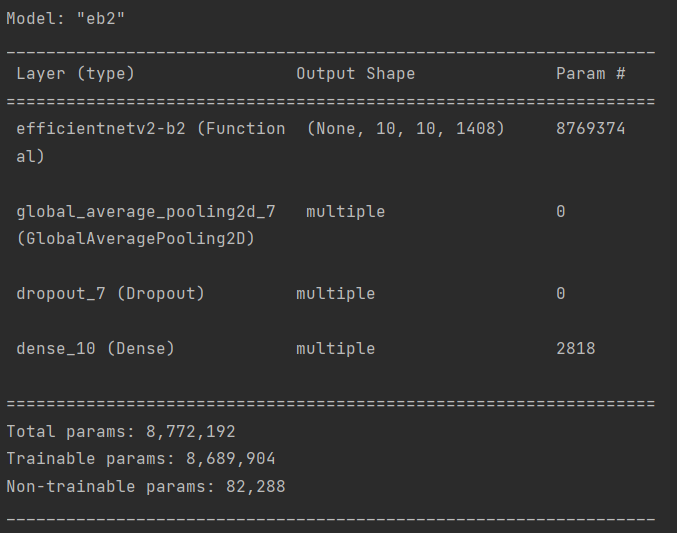 Model: "eb2"
_________________________________________________________________
 Layer (type)                Output Shape              Param #
=================================================================
 efficientnetv2-b2 (Function  (None, 10, 10, 1408)     8769374
 al)
 global_average_pooling2d_7   multiple                 0
 (GlobalAveragePooling2D)
 dropout_7 (Dropout)         multiple                  0
 dense_10 (Dense)            multiple                  2818
=================================================================
Total params: 8,772,192
Trainable params: 8,689,904
Non-trainable params: 82,288
_________________________________________________________________